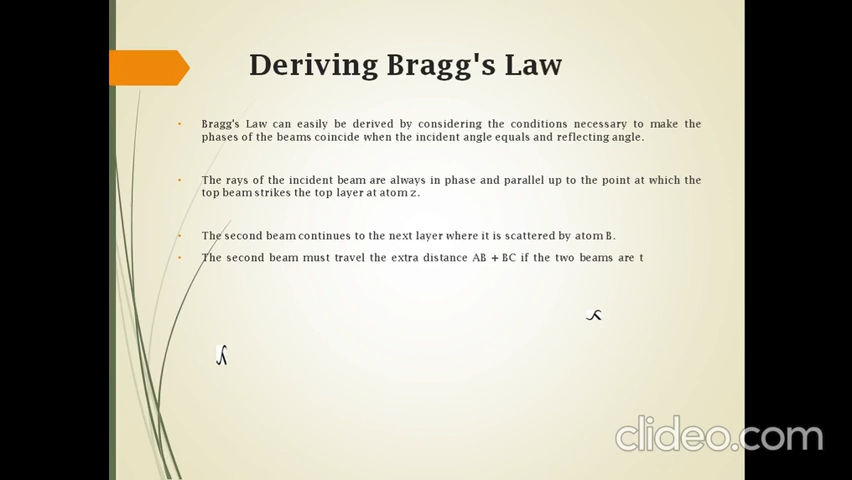 Deriving Bragg's Law
• Bragg's Law can easily be derived by considering the conditions necessary to make the
phases of the beams coincide when the incident angle equals and reflecting angle.
• The rays of the incident beam are always in phase and parallel up to the point at which the
top beam strikes the top layer at atom z.
• The second beam continues to the next layer where it is scattered by atom B.
• The second beam must travel the extra distance AB + BC if the two beams are t
λ
clideo.com